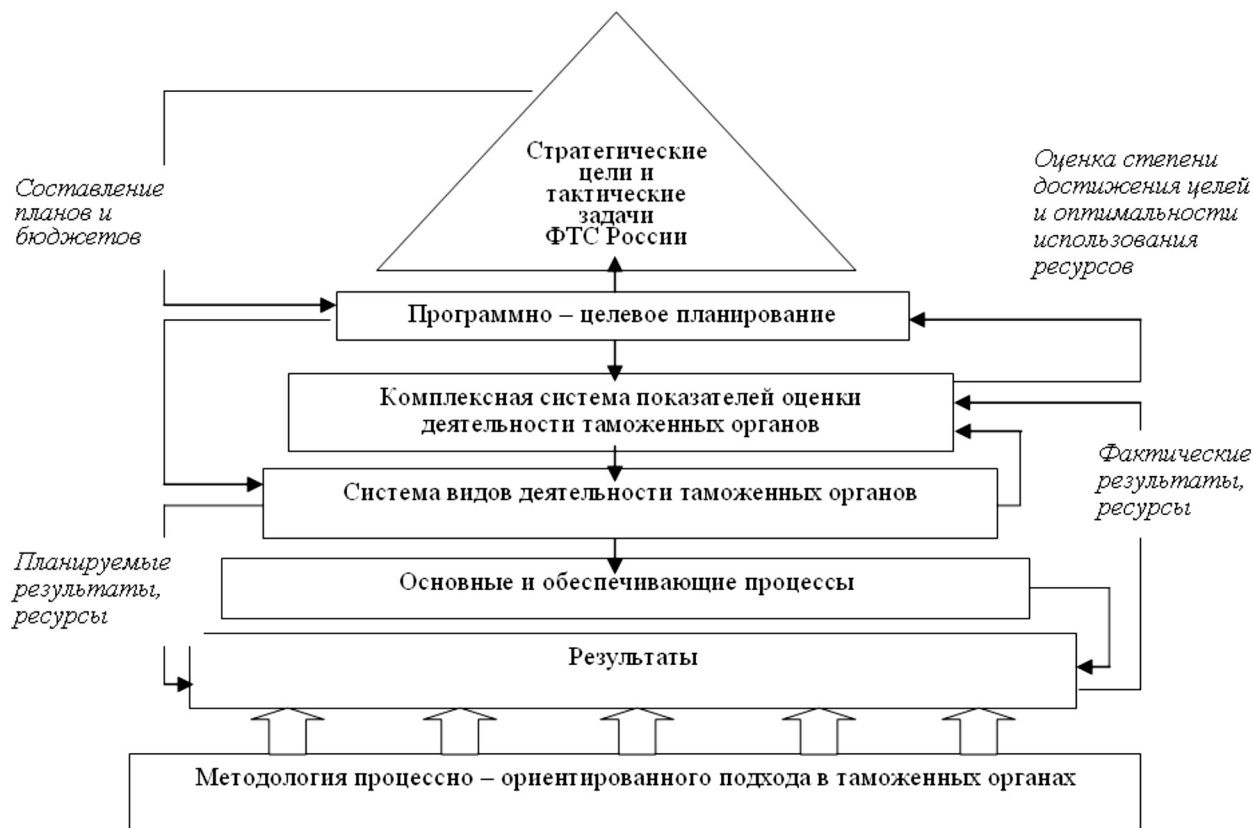 Стратегические
цели и
тактические
задачи
ФТС России
Составление
планов и
бюджетов
Оценка степени
достижения целей
и оптимальности
использования
ресурсов
Программно – целевое планирование
Комплексная система показателей оценки
деятельности таможенных органов
Фактические
результаты,
ресурсы
Система видов деятельности таможенных органов
Планируемые
результаты,
ресурсы
Основные и обеспечивающие процессы
Результаты
Методология процессно – ориентированного подхода в таможенных органах